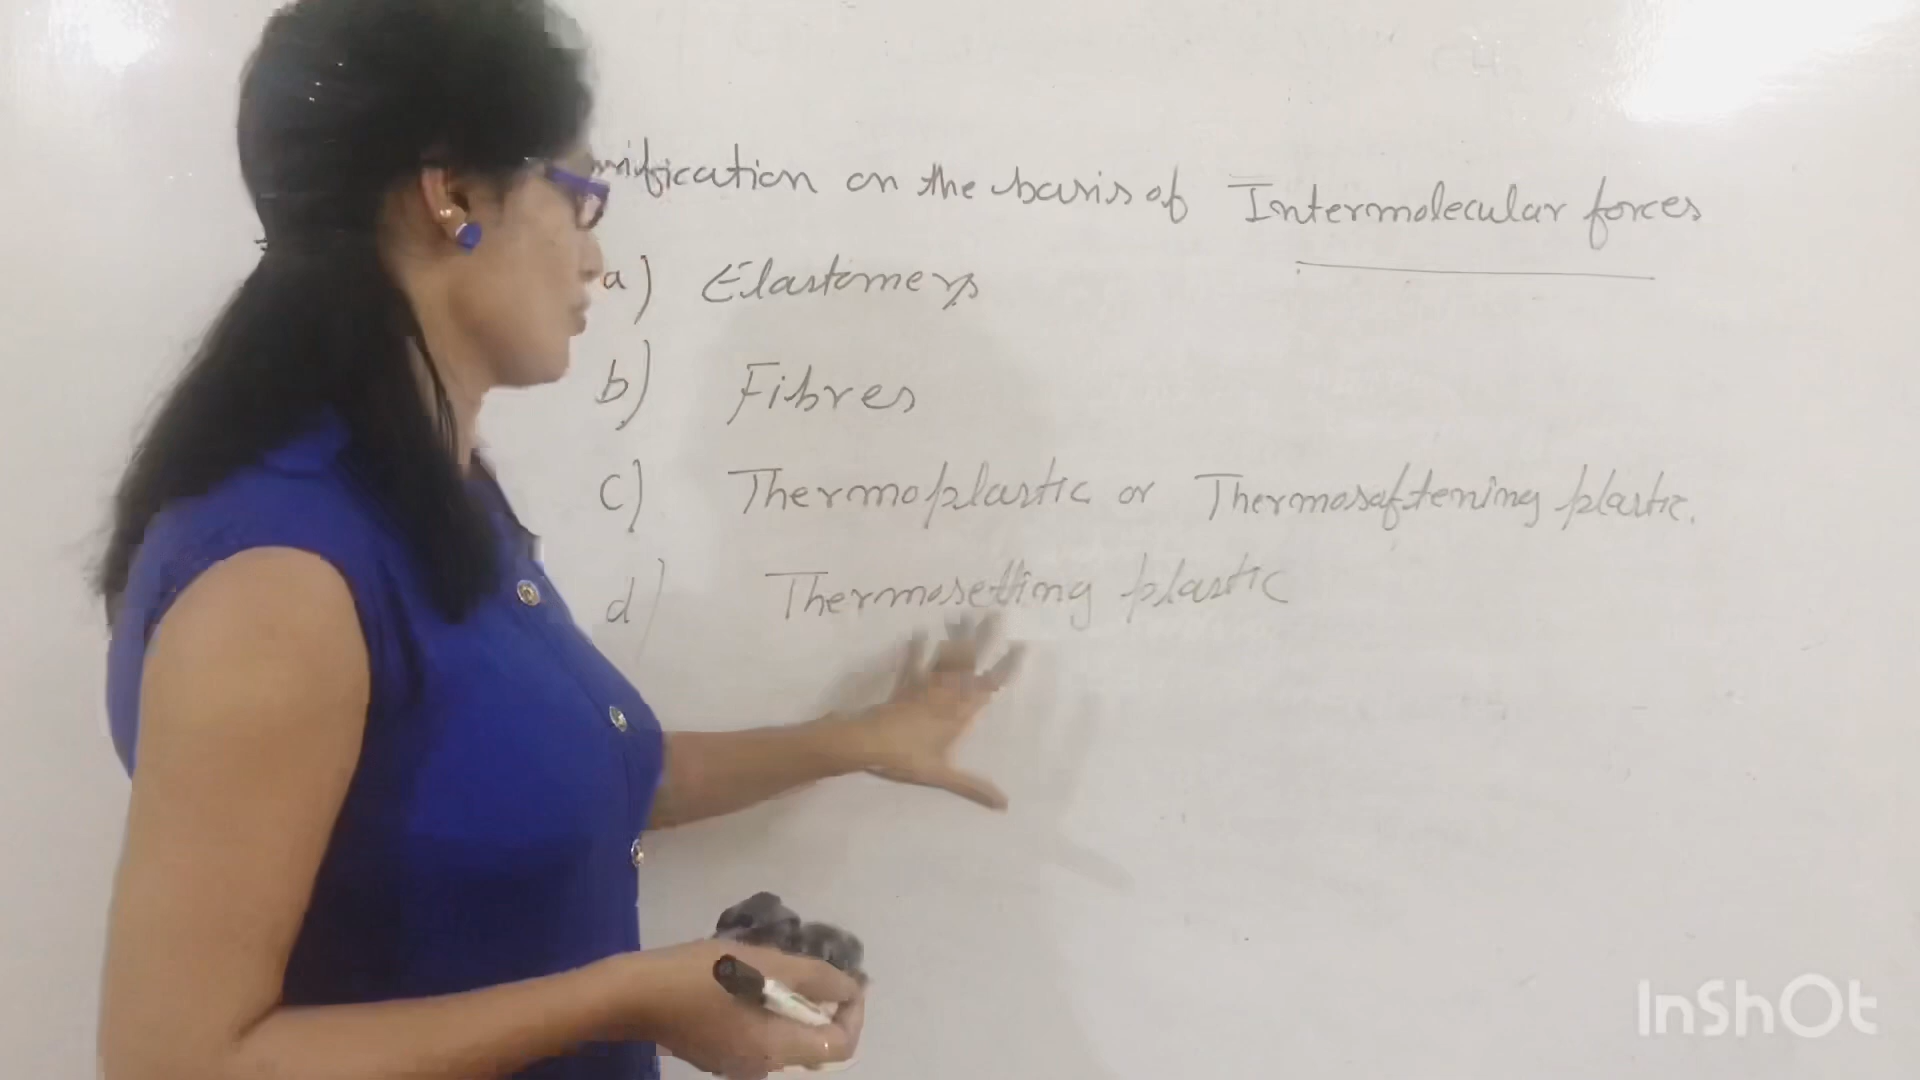 ssification on the basis of Intermolecular forces
a) Elastomers
b) Fibres
c) Thermoplastic or Thermosoftening plastic.
d) Thermosetting plastic
InShOt